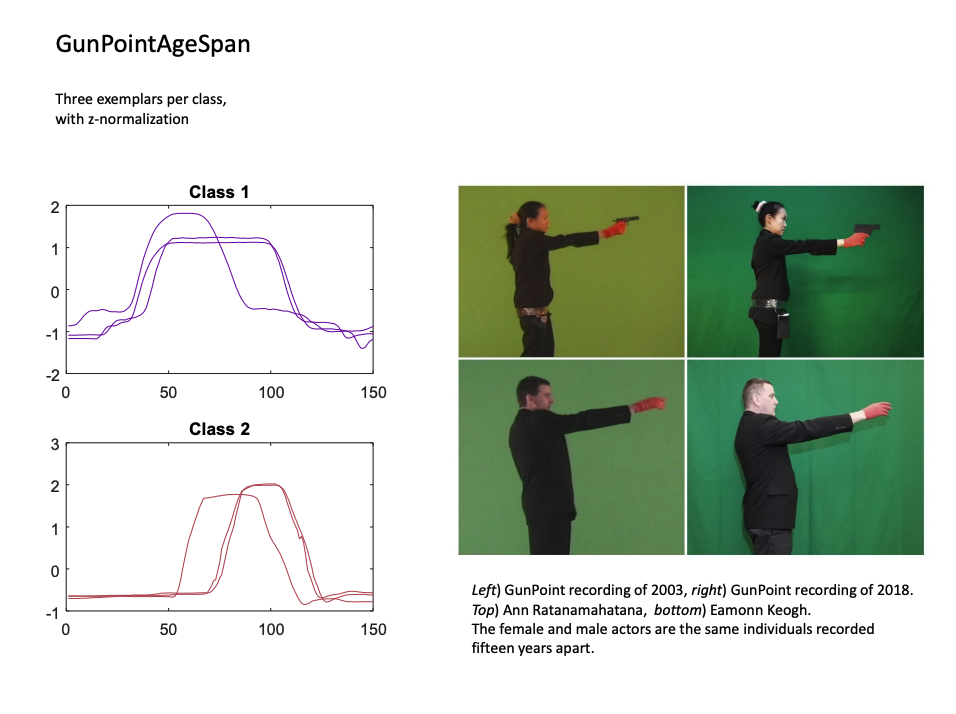 GunPointAgeSpan
Three exemplars per class,
with z-normalization
Class 1
2
1
0
-1
-2
0 50 100 150
Class 2
3
2
1
0
-1
0 50 100 150
Left) GunPoint recording of 2003, right) GunPoint recording of 2018.
Top) Ann Ratanamahatana, bottom) Eamonn Keogh.
The female and male actors are the same individuals recorded
fifteen years apart.